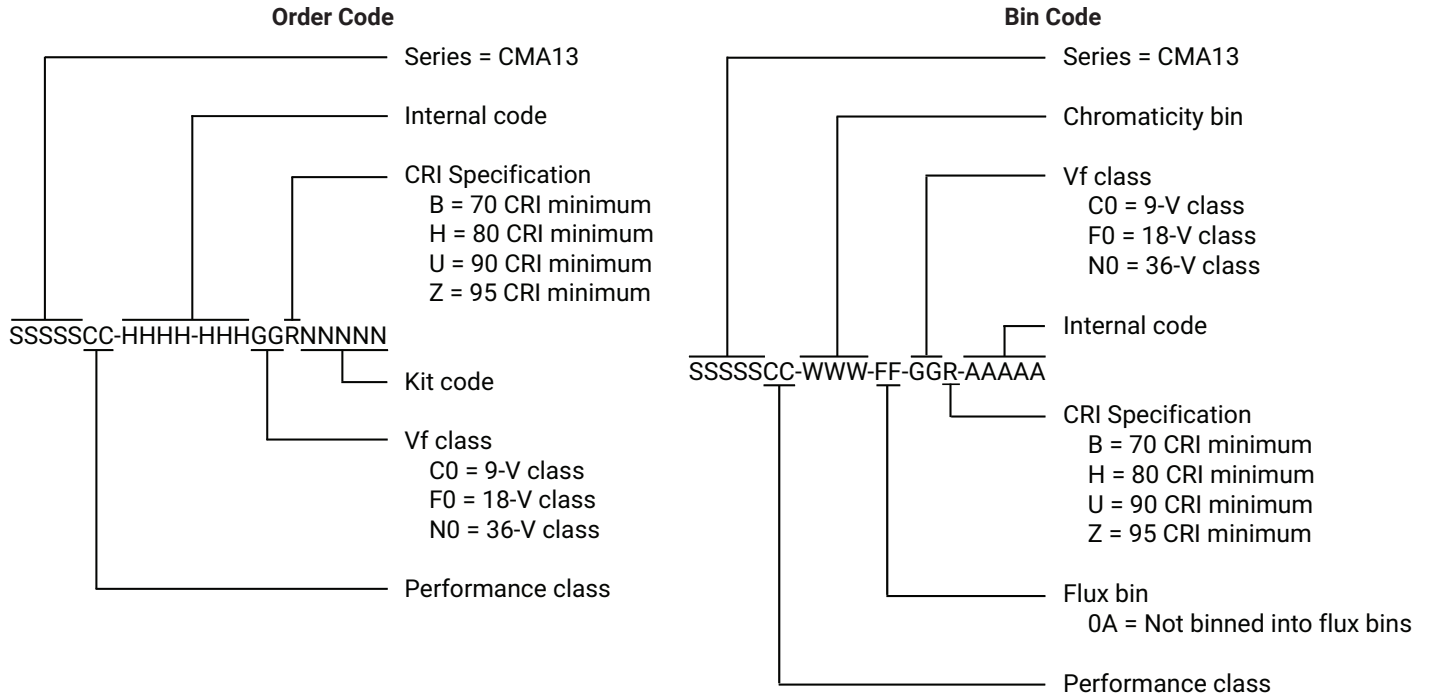 Order Code
Series = CMA13
Internal code
CRI Specification
B = 70 CRI minimum
H = 80 CRI minimum
U = 90 CRI minimum
Z = 95 CRI minimum
SSSSSCC-HHHH-HHHGGRNNNNN
Kit code
Vf class
C0 = 9-V class
F0 = 18-V class
N0 = 36-V class
Performance class
Bin Code
Series = CMA13
Chromaticity bin
Vf class
C0 = 9-V class
F0 = 18-V class
N0 = 36-V class
Internal code
SSSSSCC-WWW-FF-GGR-AAAAA
CRI Specification
B = 70 CRI minimum
H = 80 CRI minimum
U = 90 CRI minimum
Z = 95 CRI minimum
Flux bin
0A = Not binned into flux bins
Performance class